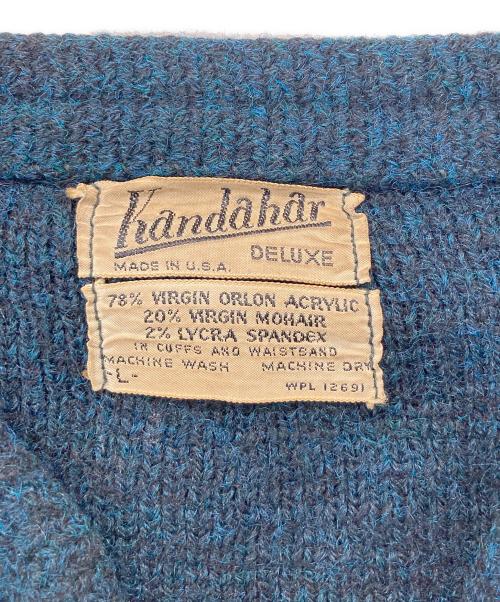 Kandahar
DELUXE
MADE IN U.S.A.
78% VIRGIN ORLON ACRYLIC
20% VIRGIN MOHAIR
2% LYCRA SPANDEX
IN CUFFS AND WAISTBAND
MACHINE WASH MACHINE DRY
-L-
WPL 12691